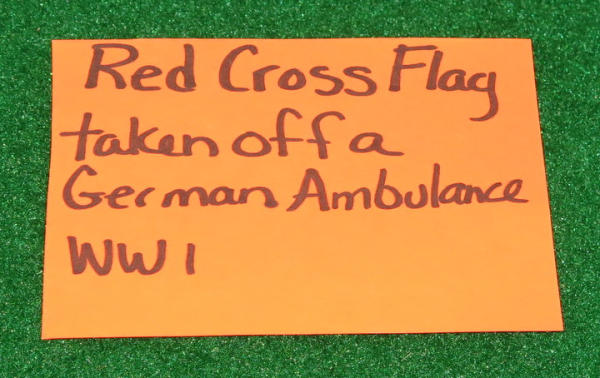 Red Cross Flag
taken off a
German Ambulance
WW1